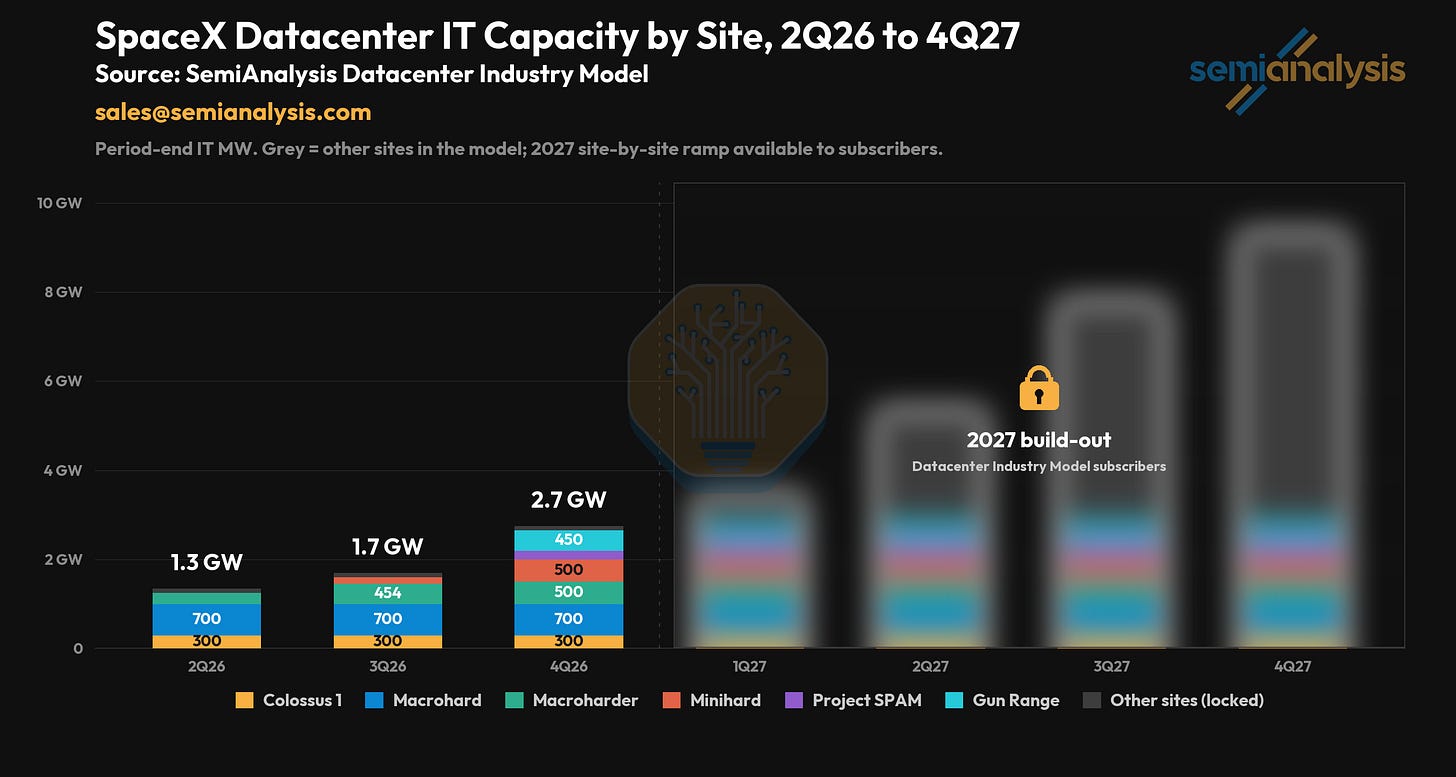 SpaceX Datacenter IT Capacity by Site, 2Q26 to 4Q27
Source: SemiAnalysis Datacenter Industry Model
sales@semianalysis.com
Period-end IT MW. Grey = other sites in the model; 2027 site-by-site ramp available to subscribers.
semianalysis
10 GW
8 GW
6 GW
4 GW
2 GW
0
1.3 GW
700
300
1.7 GW
454
700
300
2.7 GW
450
500
500
700
300
2027 build-out
Datacenter Industry Model subscribers
2Q26 3Q26 4Q26 1Q27 2Q27 3Q27 4Q27
Colossus 1 Macrohard Macroharder Minihard Project SPAM Gun Range Other sites (locked)